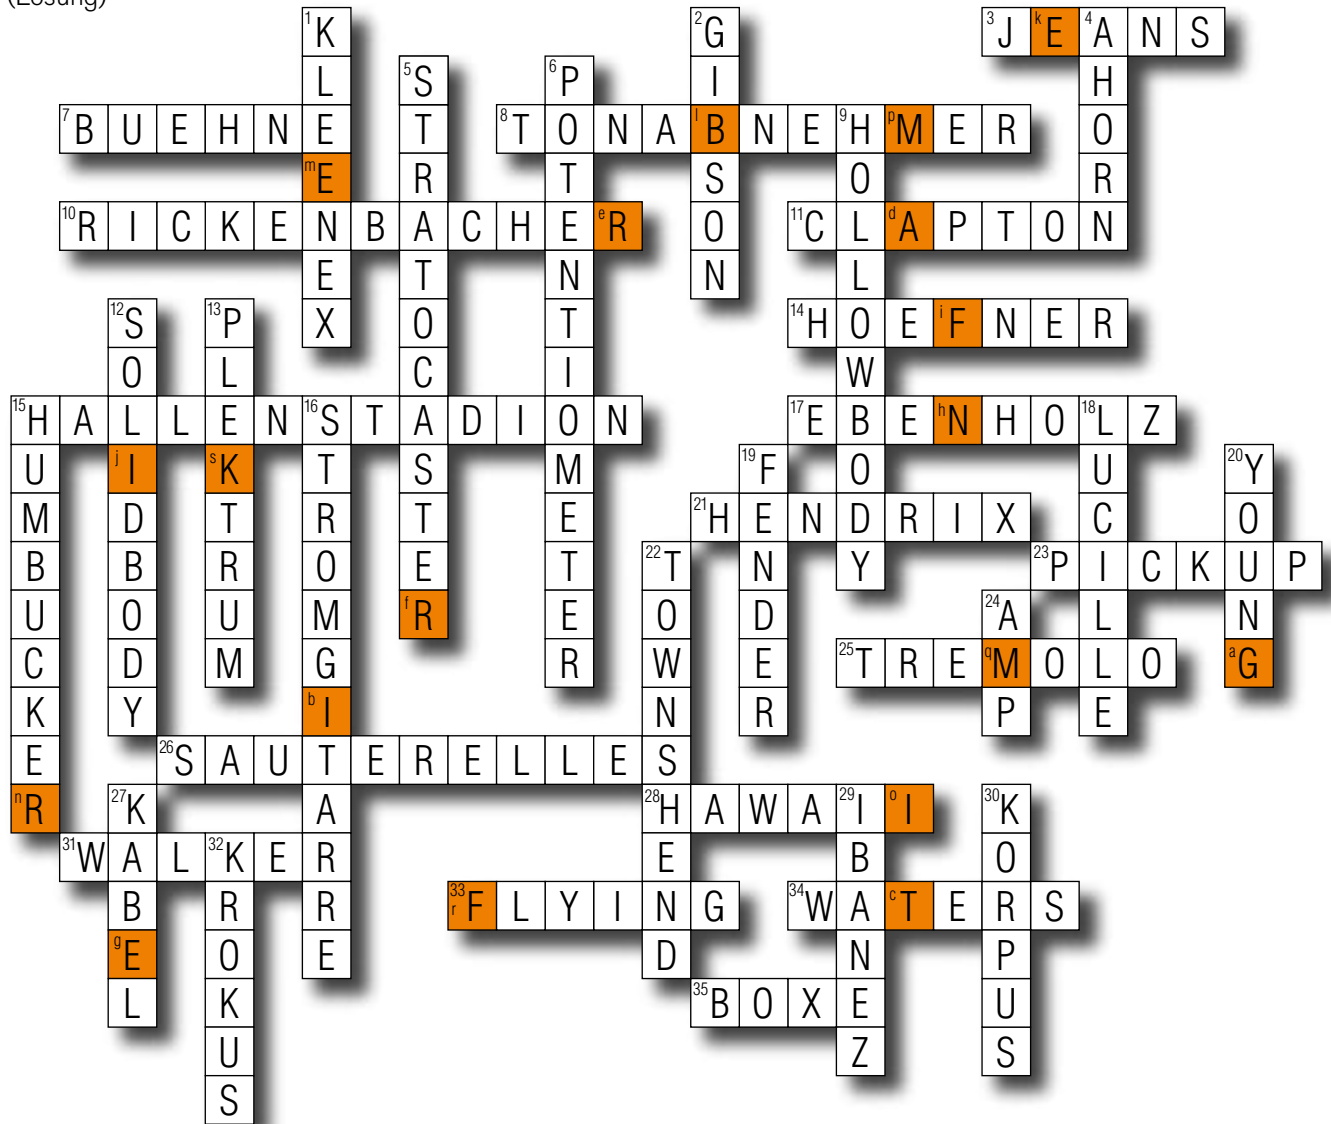 (Lösung)
1 KLEENEX
2 GIBSON
3 JEANS
4 AHORN
5 STRATOCASTER
6 POTENTIOMETER
7 BUEHNE
8 TONABNEHMER
9 HOLLOWBODY
10 RICKENBACHER
11 CLAPTON
12 SOLIDBODY
13 PLEKTRUM
14 HOEFNER
15 HALLENSTADION
15 HUMBUCKER
16 STROMGITARRE
17 EBENHOLZ
18 LUCILLE
19 FENDER
20 YOUNG
21 HENDRIX
22 TOWNSHEND
23 PICKUP
24 AMP
25 TREMOLO
26 SAUTERELLES
27 KABEL
28 HAWAII
29 IBANEZ
30 KORPUS
31 WALKER
32 KROKUS
33 FLYING
34 WATERS
35 BOXE
a G
b I
c T
d A
e R
f R
g E
h N
i F
j I
k E
l B
m E
n R
o I
p M
q M
r F
s K